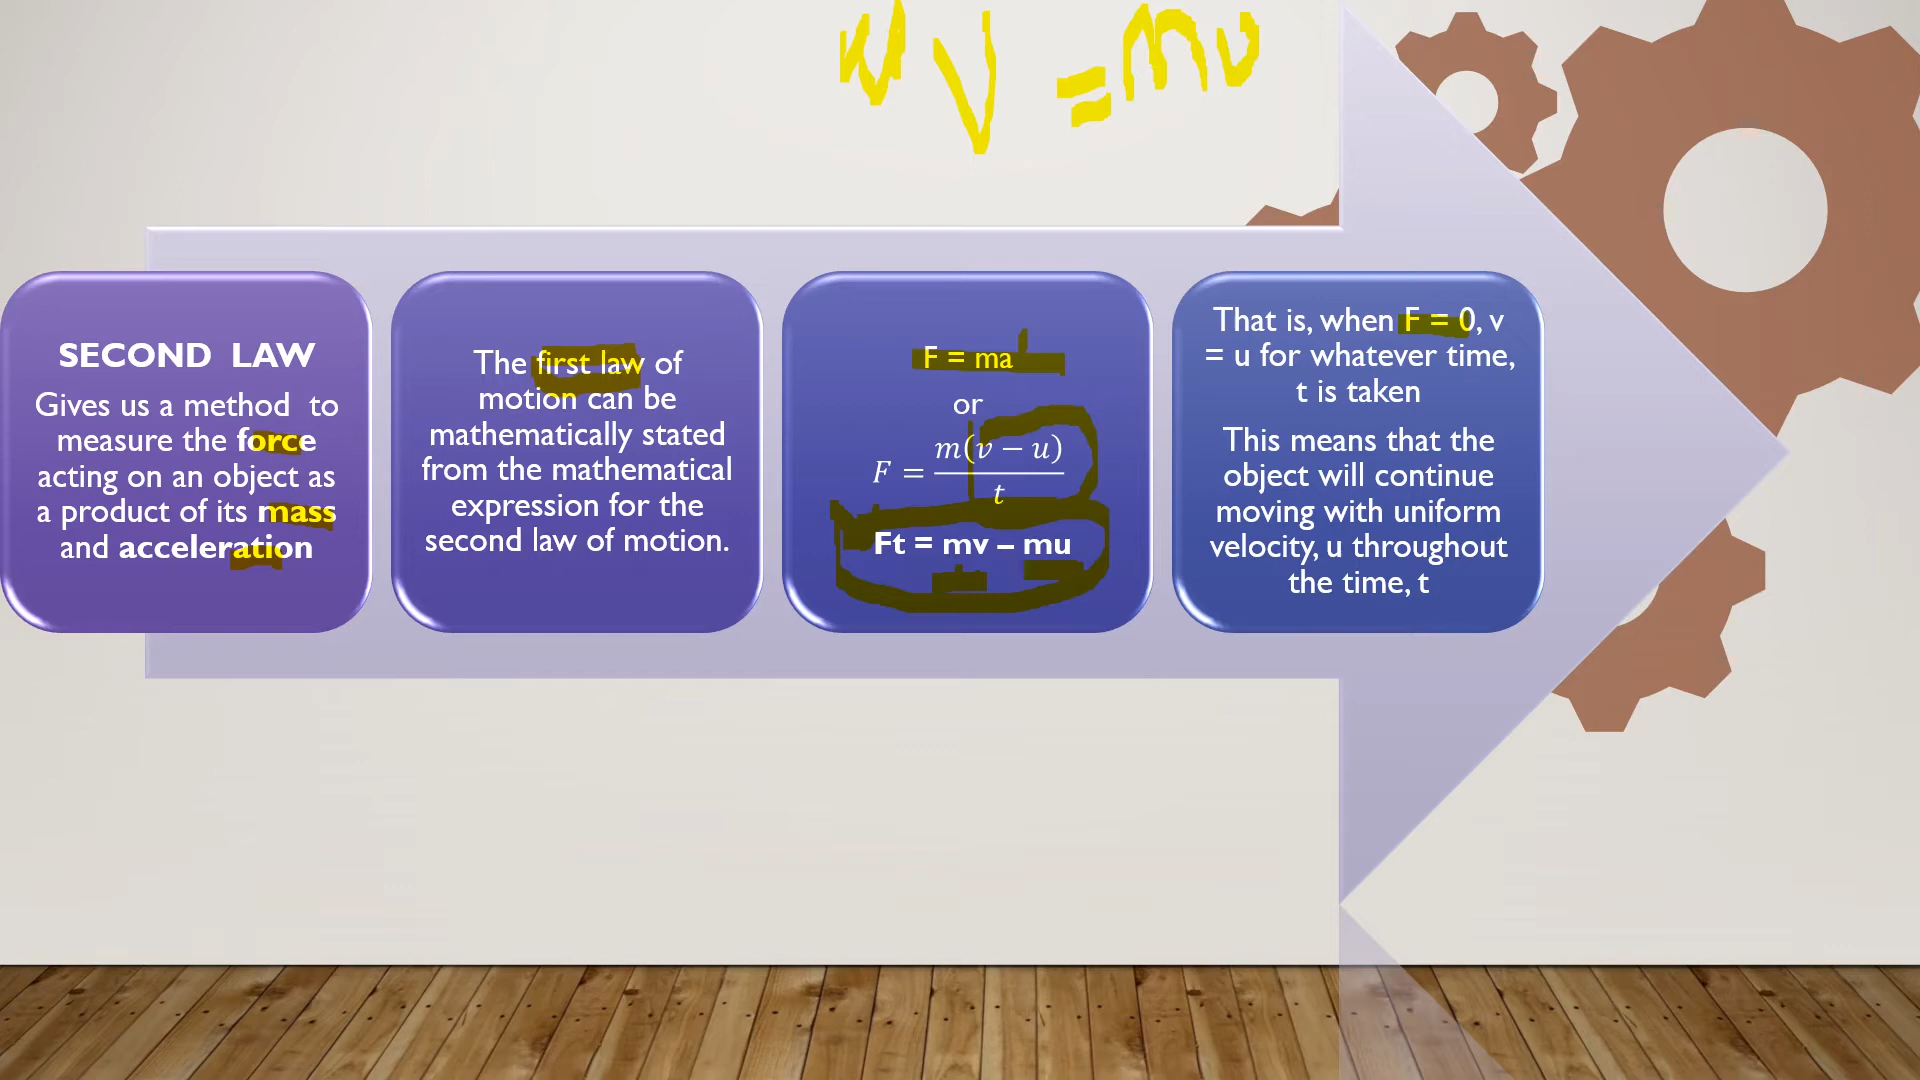 v = mu
SECOND LAW
Gives us a method to
measure the force
acting on an object as
a product of its mass
and acceleration
The first law of
motion can be
mathematically stated
from the mathematical
expression for the
second law of motion.
F = ma
or
F = m(v − u)
t
Ft = mv – mu
That is, when F = 0, v
= u for whatever time,
t is taken
This means that the
object will continue
moving with uniform
velocity, u throughout
the time, t